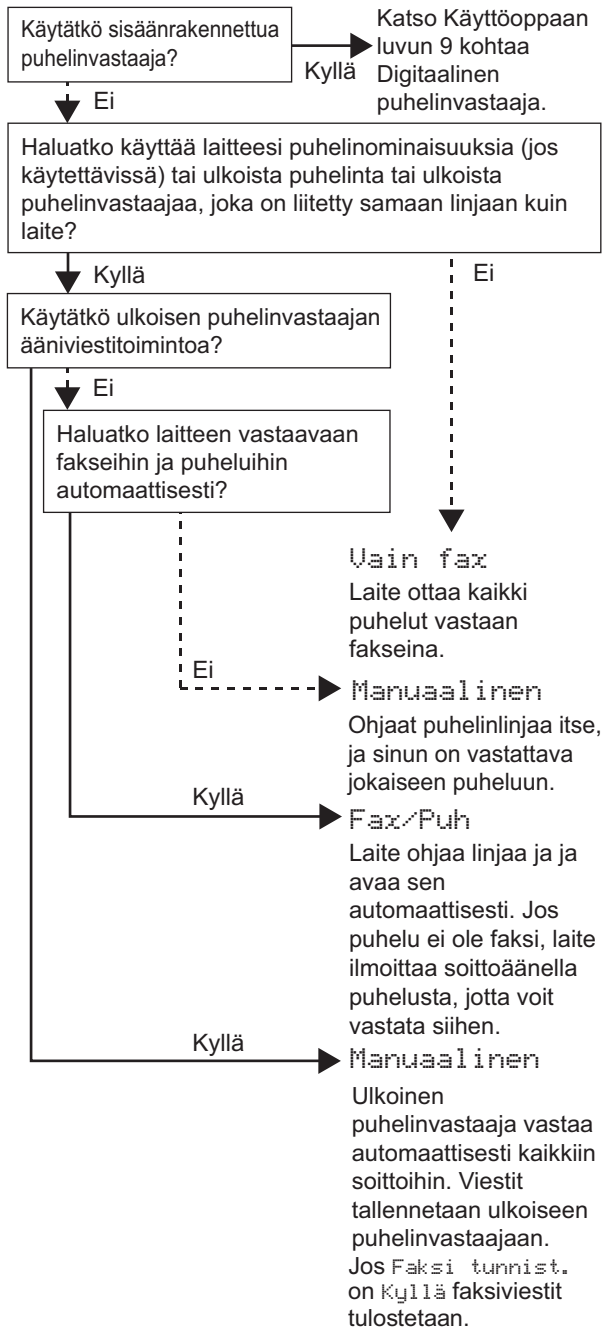 Käytätkö sisäänrakennettua
puhelinvastaaja?
Kyllä
Katso Käyttöoppaan
luvun 9 kohtaa
Digitaalinen
puhelinvastaaja.
Ei
Haluatko käyttää laitteesi puhelinominaisuuksia (jos
käytettävissä) tai ulkoista puhelinta tai ulkoista
puhelinvastaajaa, joka on liitetty samaan linjaan kuin
laite?
Kyllä
Ei
Käytätkö ulkoisen puhelinvastaajan
ääniviestitoimintoa?
Ei
Haluatko laitteen vastaavaan
fakseihin ja puheluihin
automaattisesti?
Vain fax
Laite ottaa kaikki
puhelut vastaan
fakseina.
Ei
Manuaalinen
Ohjaat puhelinlinjaa itse,
ja sinun on vastattava
jokaiseen puheluun.
Kyllä
Fax/Puh
Laite ohjaa linjaa ja ja
avaa sen
automaattisesti. Jos
puhelu ei ole faksi, laite
ilmoittaa soittoäänella
puhelusta, jotta voit
vastata siihen.
Kyllä
Manuaalinen
Ulkoinen
puhelinvastaaja vastaa
automaattisesti kaikkiin
soittoihin. Viestit
tallennetaan ulkoiseen
puhelinvastaajaan.
Jos Faksi tunnist.
on Kyllä faksiviestit
tulostetaan.